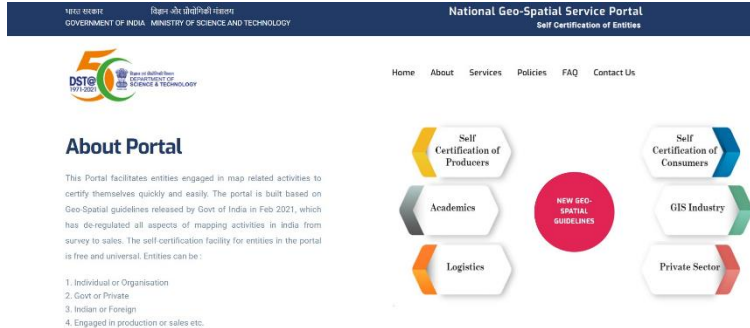 भारत सरकार विज्ञान और प्रौद्योगिकी मंत्रालय
GOVERNMENT OF INDIA MINISTRY OF SCIENCE AND TECHNOLOGY
National Geo-Spatial Service Portal
Self Certification of Entities
DST@
1971-2021
DEPARTMENT OF
SCIENCE & TECHNOLOGY
Home About Services Policies FAQ Contact Us
About Portal
This Portal facilitates entities engaged in map related activities to
certify themselves quickly and easily. The portal is built based on
Geo-Spatial guidelines released by Govt of India in Feb 2021, which
has de-regulated all aspects of mapping activities in india from
survey to sales. The self-certification facility for entities in the portal
is free and universal. Entities can be :
1. Individual or Organisation
2. Govt or Private
3. Indian or Foreign
4. Engaged in production or sales etc.
Self
Certification of
Producers
Self
Certification of
Consumers
Academics
NEW GEO-
SPATIAL
GUIDELINES
GIS Industry
Logistics
Private Sector